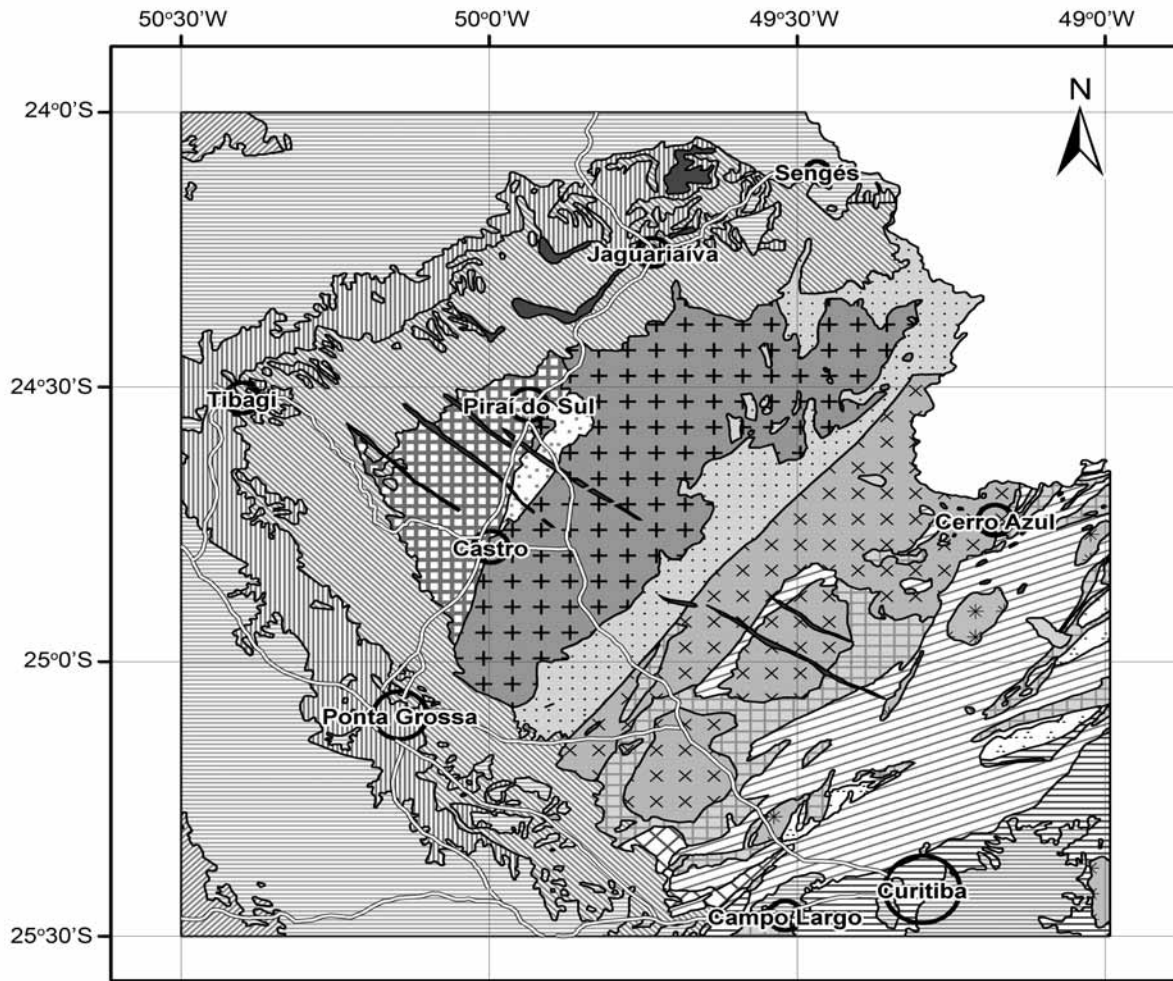 50°30'W 50°0'W 49°30'W 49°0'W
24°0'S
N
Sengés
Jaguariaíva
24°30'S
Tibagi
Piraí do Sul
Cerro Azul
Castro
25°0'S
Ponta Grossa
Curitiba
Campo Largo
25°30'S